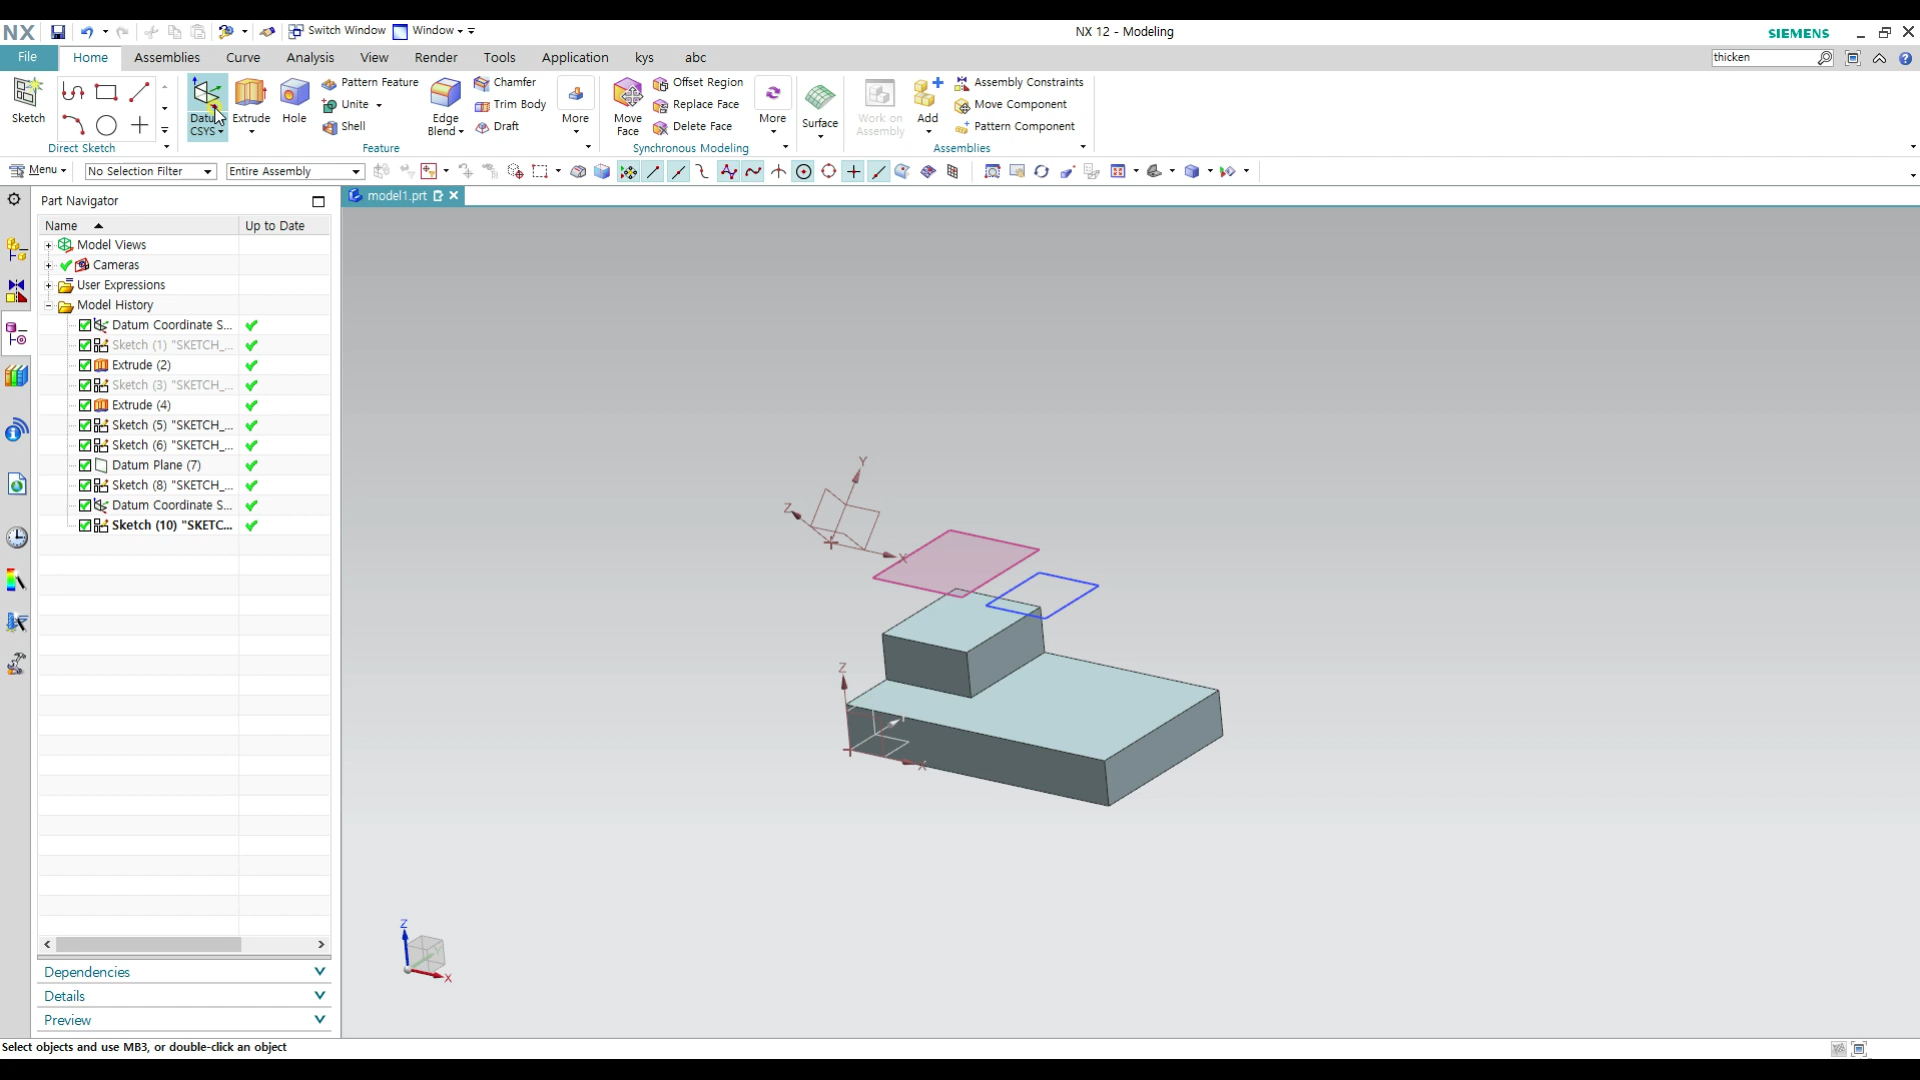 NX
Switch Window
Window
NX 12 - Modeling
SIEMENS
File
Home
Assemblies
Curve
Analysis
View
Render
Tools
Application
kys
abc
thicken
Sketch
Direct Sketch
CSYS
Extrude
Hole
Pattern Feature
Unite
Shell
Edge
Blend
Chamfer
Trim Body
Draft
More
Feature
Move
Face
Offset Region
Replace Face
Delete Face
More
Synchronous Modeling
Surface
Work on
Assembly
Add
Assembly Constraints
Move Component
Pattern Component
Assemblies
Menu
No Selection Filter
Entire Assembly
Part Navigator
model1.prt
Name
Up to Date
Model Views
Cameras
User Expressions
Model History
Datum Coordinate S...
Sketch (1) "SKETCH_...
Extrude (2)
Sketch (3) "SKETCH_...
Extrude (4)
Sketch (5) "SKETCH_...
Sketch (6) "SKETCH_...
Datum Plane (7)
Sketch (8) "SKETCH_...
Datum Coordinate S...
Sketch (10) "SKETC...
Y
Z
X
Z
X
Z
X
Dependencies
Details
Preview
Select objects and use MB3, or double-click an object